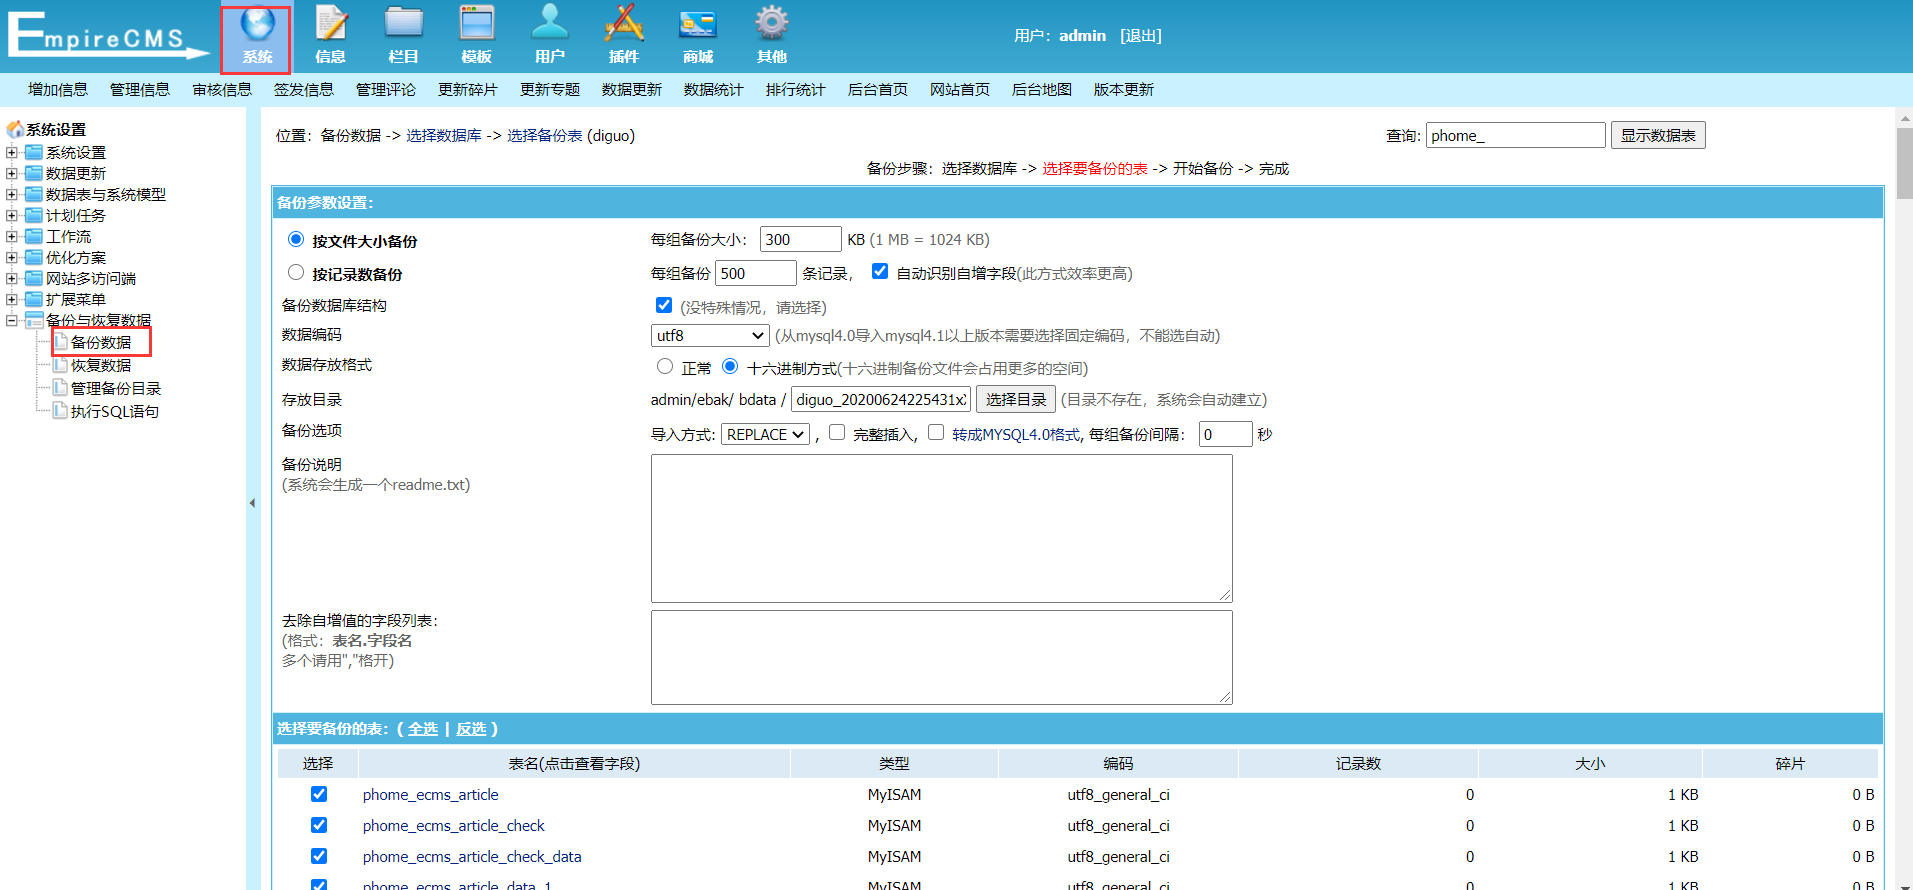 EmpireCMS
系统 信息 栏目 模板 用户 插件 商城 其他
用户：admin [退出]
增加信息 管理信息 审核信息 签发信息 管理评论 更新碎片 更新专题 数据更新 数据统计 排行统计 后台首页 网站首页 后台地图 版本更新
系统设置
系统设置
数据更新
数据表与系统模型
计划任务
工作流
优化方案
网站多访问端
扩展菜单
备份与恢复数据
备份数据
恢复数据
管理备份目录
执行SQL语句
位置：备份数据 -> 选择数据库 -> 选择备份表 (diguo)
查询: phome_ 显示数据表
备份步骤：选择数据库 -> 选择要备份的表 -> 开始备份 -> 完成
备份参数设置：
按文件大小备份 每组备份大小： 300 KB (1 MB = 1024 KB)
按记录数备份 每组备份 500 条记录， 自动识别自增字段(此方式效率更高)
备份数据库结构 (没特殊情况，请选择)
数据编码 utf8 (从mysql4.0导入mysql4.1以上版本需要选择固定编码，不能选自动)
数据存放格式 正常 十六进制方式(十六进制备份文件会占用更多的空间)
存放目录 admin/ebak/ bdata / diguo_20200624225431x 选择目录 (目录不存在，系统会自动建立)
备份选项 导入方式: REPLACE ， 完整插入, 转成MYSQL4.0格式, 每组备份间隔： 0 秒
备份说明
(系统会生成一个readme.txt)
去除自增值的字段列表：
(格式：表名.字段名
多个请用","格开)
选择要备份的表：( 全选 | 反选 )
选择 表名(点击查看字段) 类型 编码 记录数 大小 碎片
phome_ecms_article MyISAM utf8_general_ci 0 1 KB 0 B
phome_ecms_article_check MyISAM utf8_general_ci 0 1 KB 0 B
phome_ecms_article_check_data MyISAM utf8_general_ci 0 1 KB 0 B
phome_ecms_article_data_1 MyISAM utf8_general_ci 0 1 KB 0 B